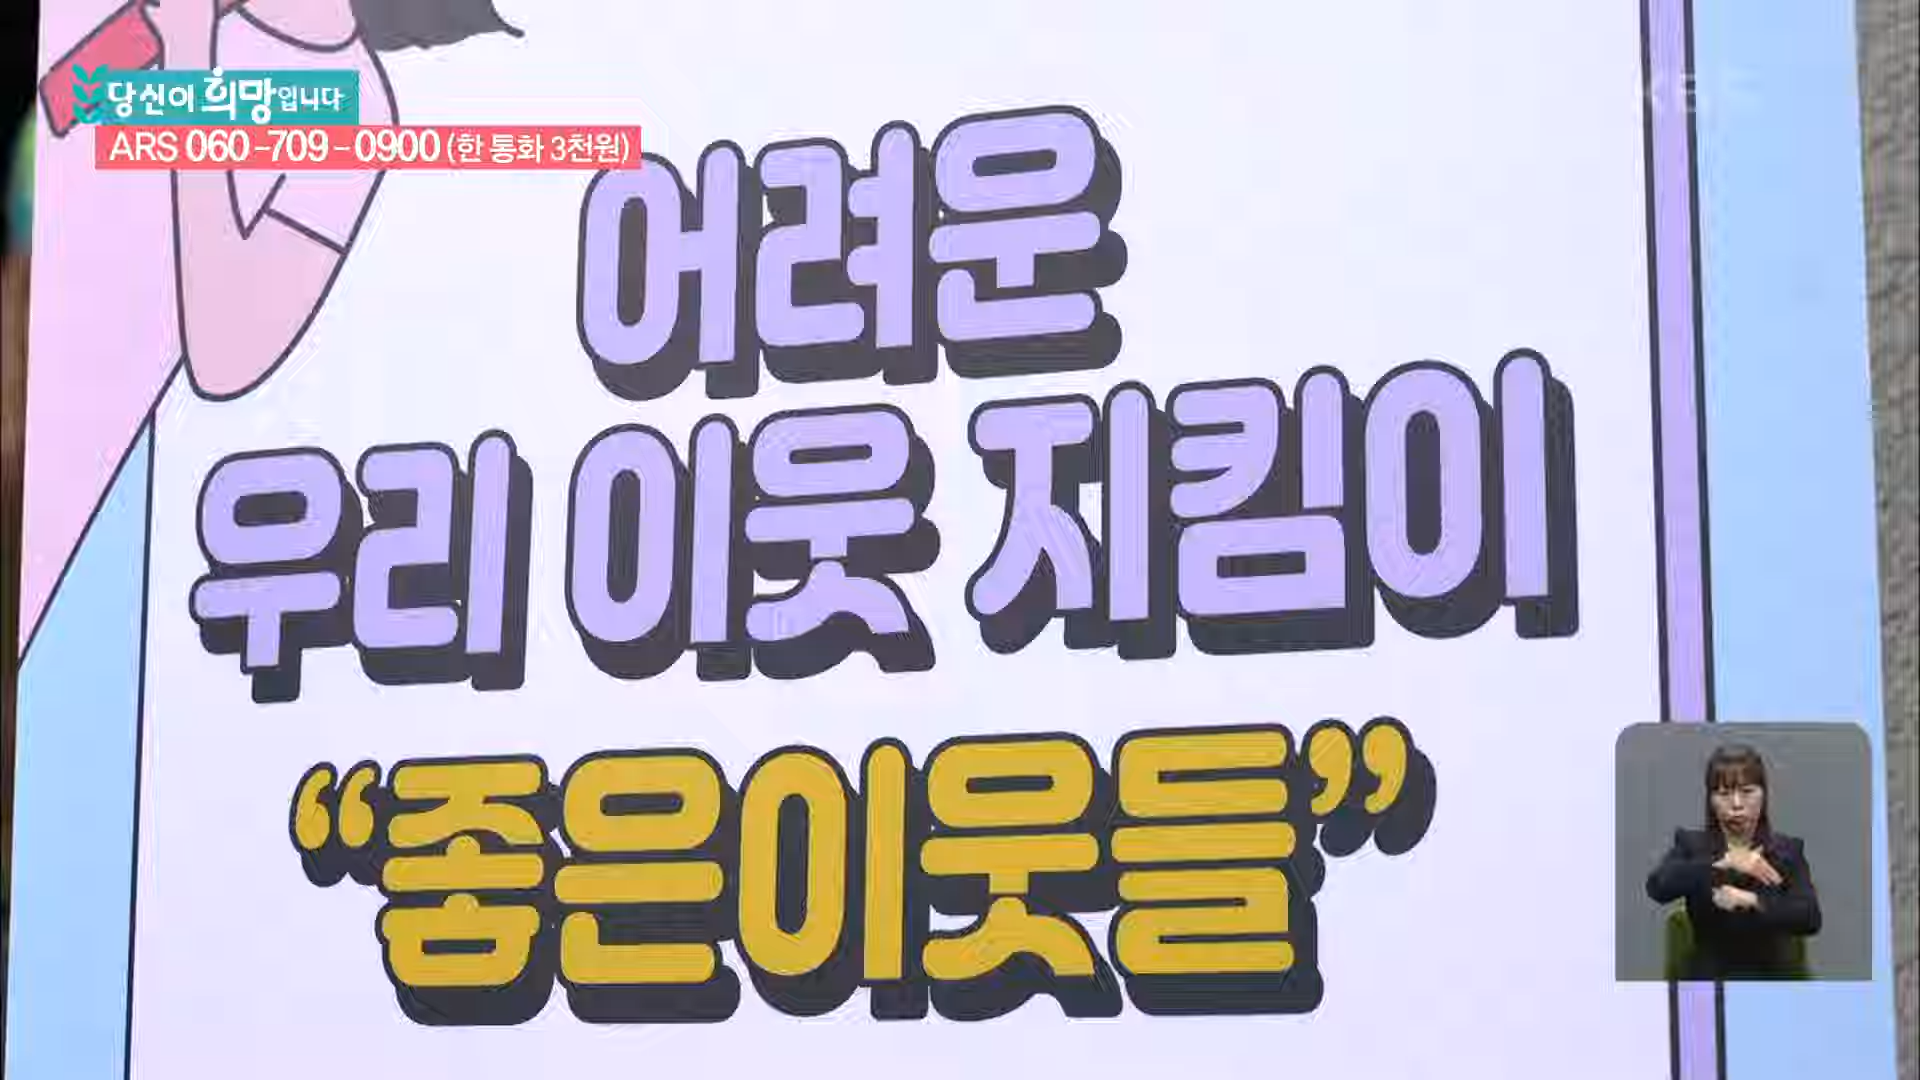 당신이 희망입니다
ARS 060-709-0900 (한 통화 3천원)
KBS
어려운
우리 이웃 지킴이
“좋은이웃들”